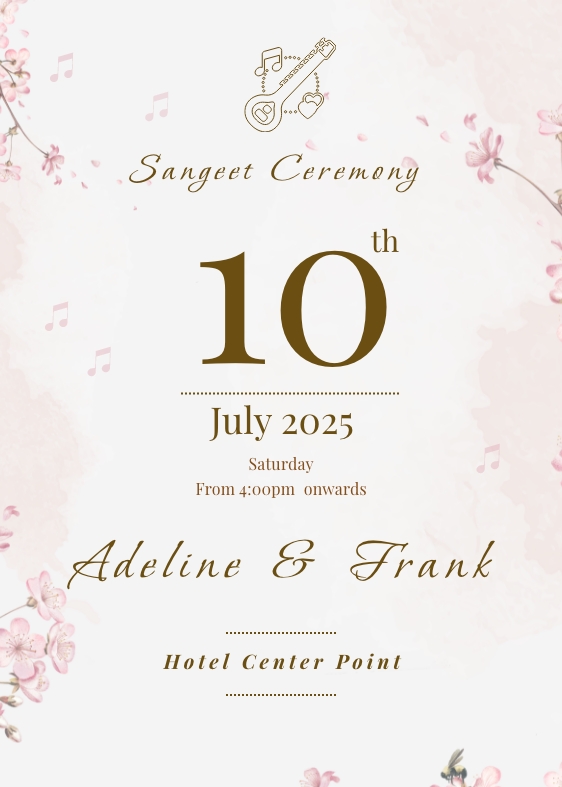 Sangeet Ceremony
10th
July 2025
Saturday
From 4:00pm onwards
Adeline & Frank
Hotel Center Point